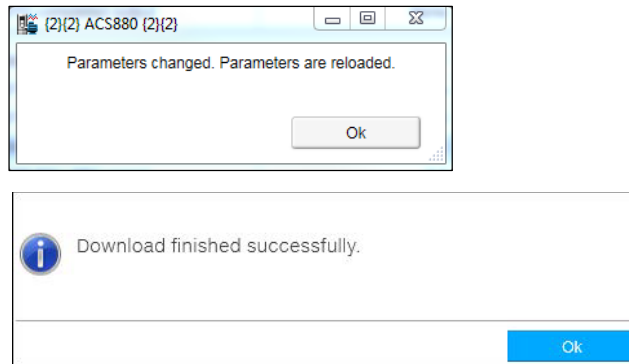 {2}{2} ACS880 {2}{2}
Parameters changed. Parameters are reloaded.
Ok
Download finished successfully.
Ok